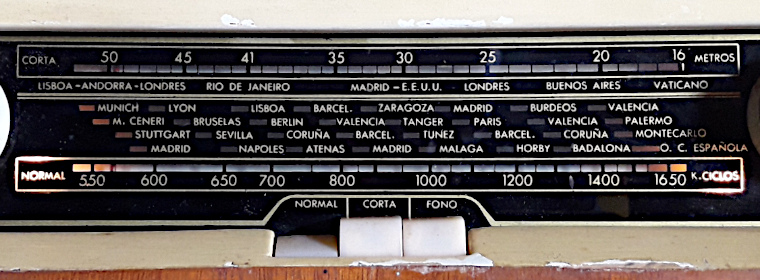 CORTA 50 45 41 35 30 25 20 16 METROS
LISBOA-ANDORRA-LONDRES RIO DE JANEIRO MADRID-E.E.U.U. LONDRES BUENOS AIRES VATICANO
MUNICH LYON LISBOA BARCEL. ZARAGOZA MADRID BURDEOS VALENCIA
M. CENERI BRUSELAS BERLIN VALENCIA TANGER PARIS VALENCIA PALERMO
STUTTGART SEVILLA CORUÑA BARCEL. TUNEZ BARCEL. CORUÑA MONTECARLO
MADRID NAPOLES ATENAS MADRID MALAGA HORBY BADALONA O. C. ESPAÑOLA
NORMAL 550 600 650 700 800 1000 1200 1400 1650 K.CICLOS
NORMAL CORTA FONO